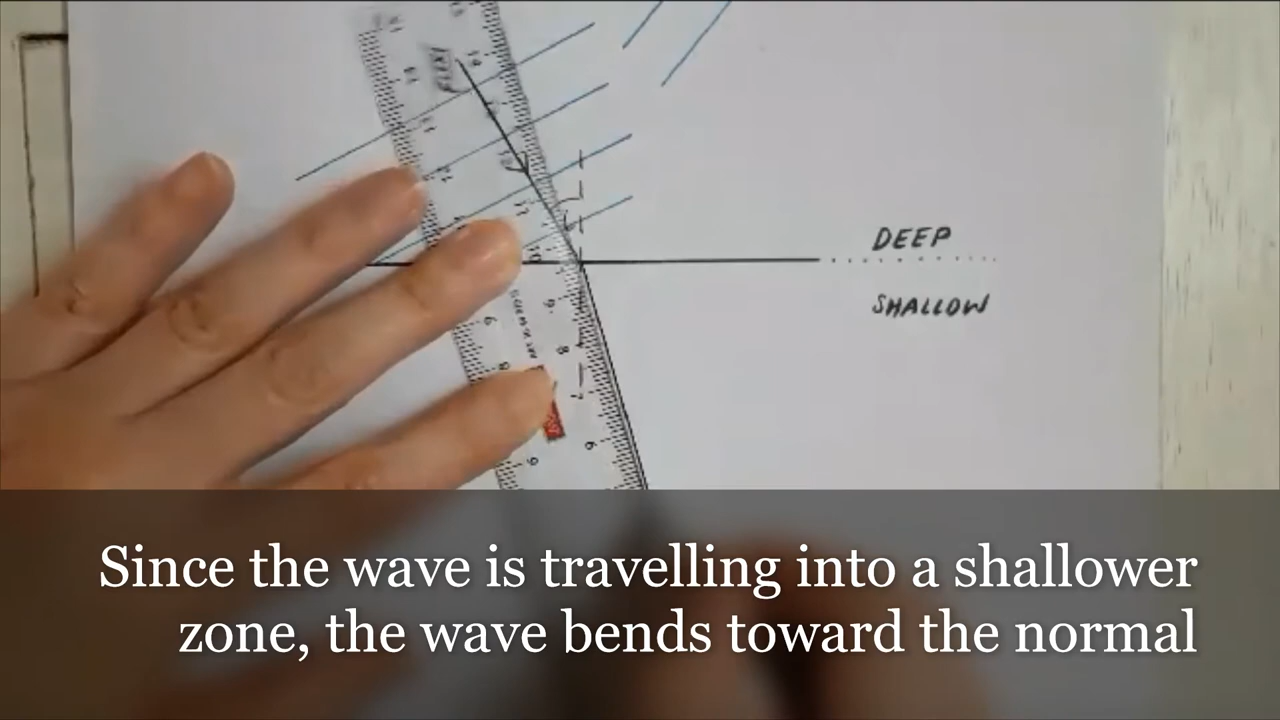 DEEP
SHALLOW
Since the wave is travelling into a shallower
zone, the wave bends toward the normal